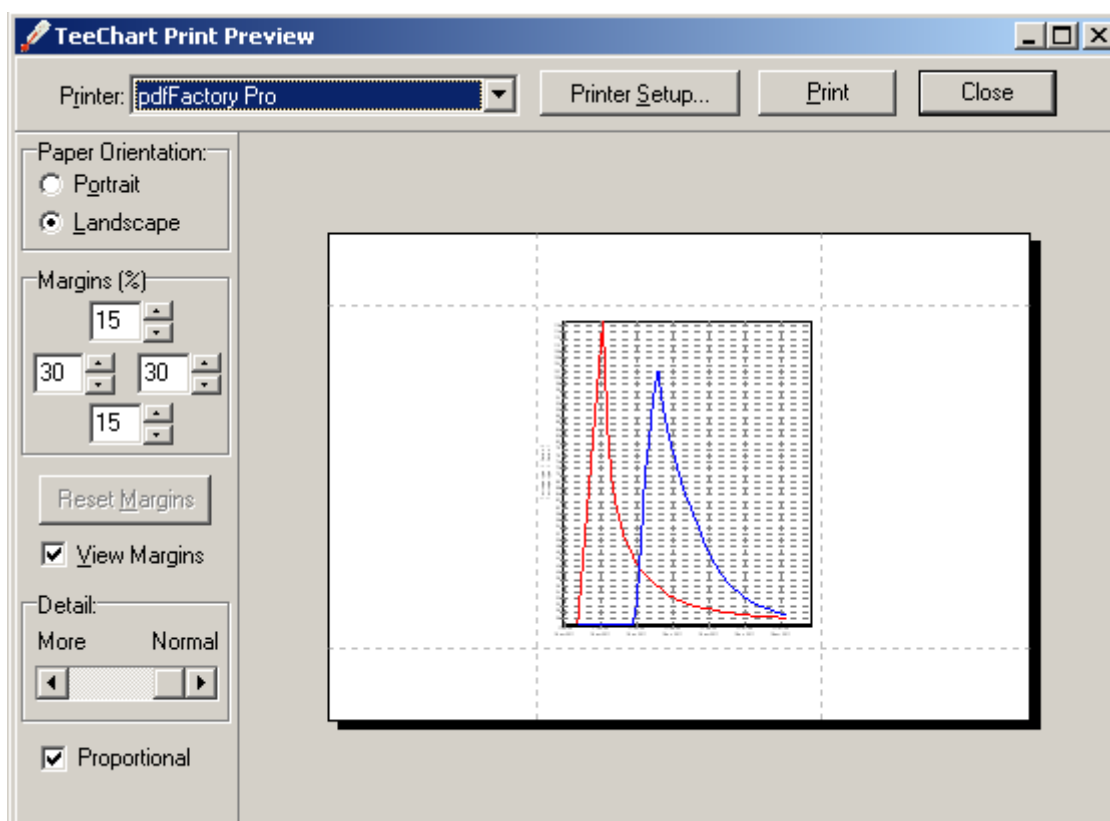 TeeChart Print Preview
Printer: pdfFactory Pro Printer Setup... Print Close
Paper Orientation:
Portrait
Landscape
Margins (%)
15
30 30
15
Reset Margins
View Margins
Detail:
More Normal
Proportional